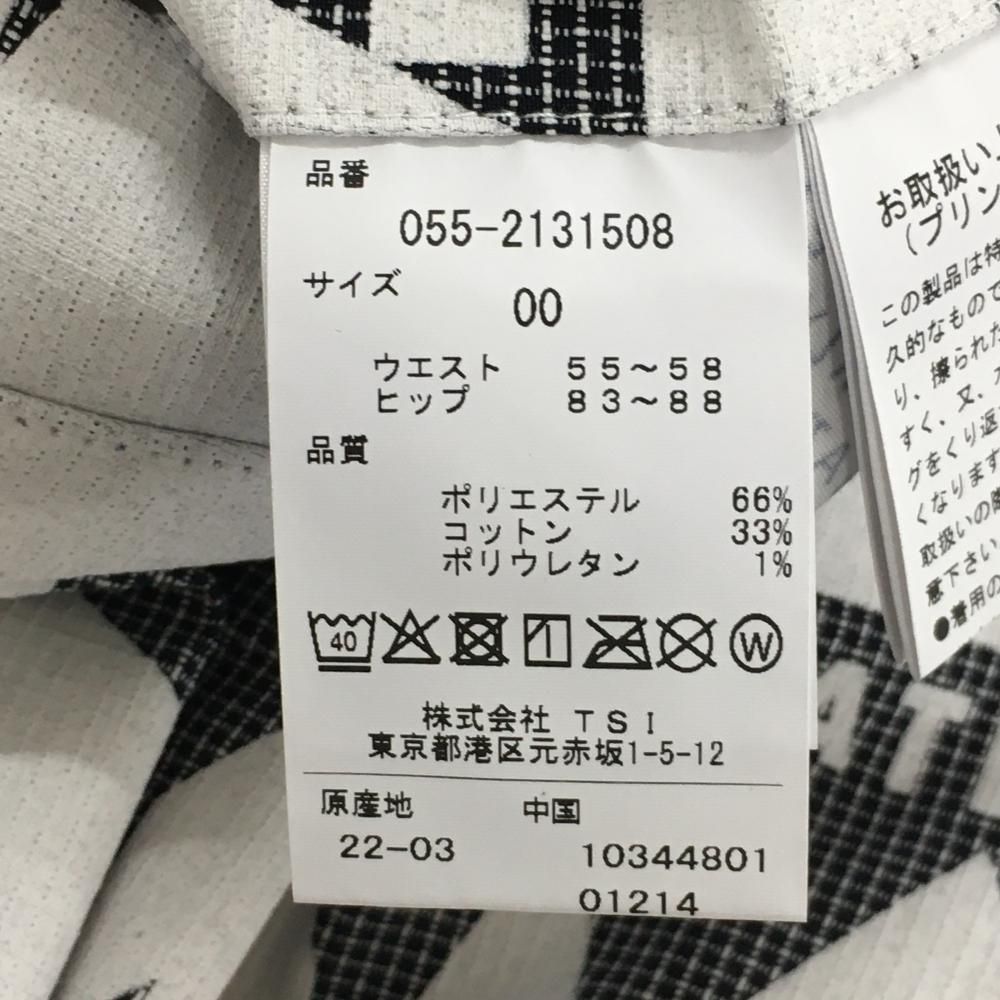 品番
055-2131508
サイズ
00
ウエスト 55~58
ヒップ 83~88
品質
ポリエステル 66%
コットン 33%
ポリウレタン 1%
40
W
株式会社 TSI
東京都港区元赤坂1-5-12
原産地 中国
22-03 10344801
01214
お取扱い
(プリン
この製品は特
久的なもので
り、擦られた
すく、又、
グをくり返
くなります
取扱いの際
意下さい
●着用の
AT